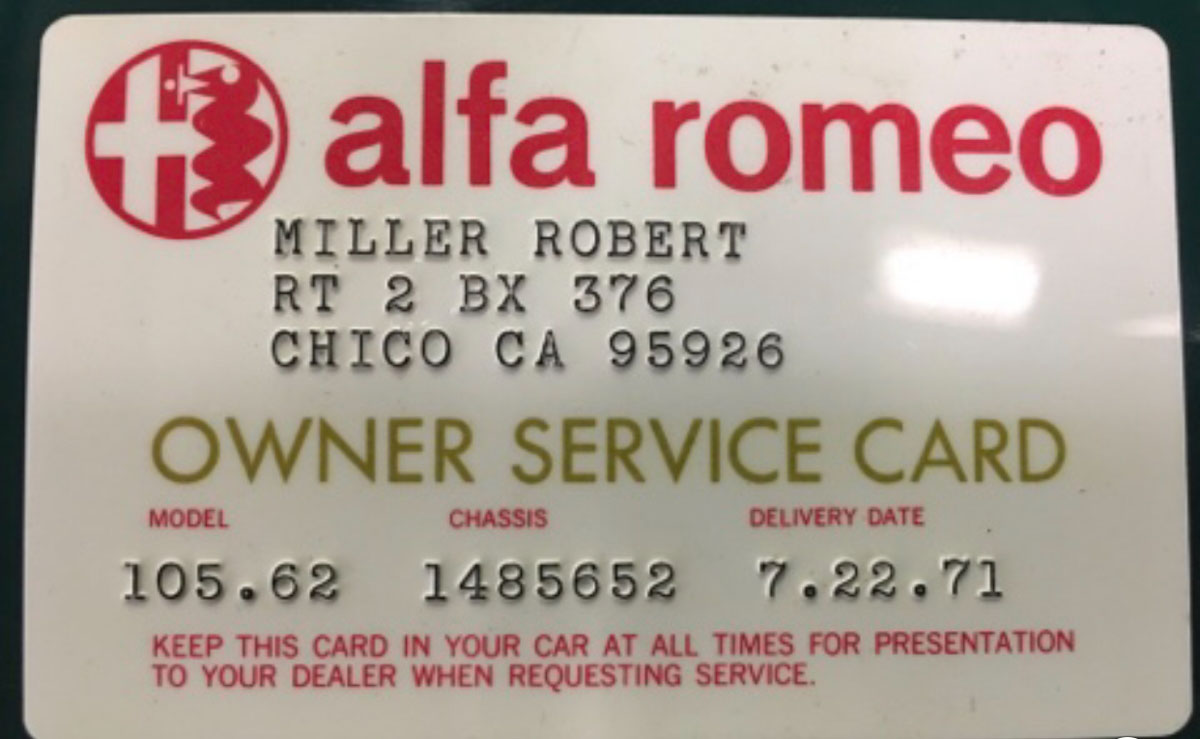 alfa romeo
MILLER ROBERT
RT 2 BX 376
CHICO CA 95926
OWNER SERVICE CARD
MODEL CHASSIS DELIVERY DATE
105.62 1485652 7.22.71
KEEP THIS CARD IN YOUR CAR AT ALL TIMES FOR PRESENTATION
TO YOUR DEALER WHEN REQUESTING SERVICE.